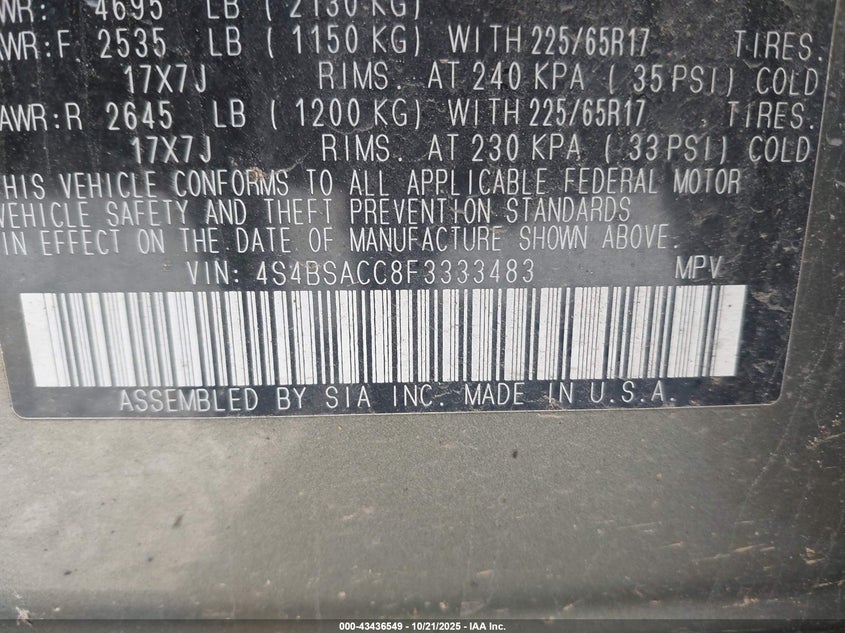 WR: 4695 LB ( 2130 KG)
AWR:F 2535 LB ( 1150 KG) WITH 225/65R17 TIRES.
17X7J RIMS. AT 240 KPA ( 35 PSI) COLD
AWR:R 2645 LB ( 1200 KG) WITH 225/65R17 TIRES.
17X7J RIMS. AT 230 KPA ( 33 PSI) COLD
THIS VEHICLE CONFORMS TO ALL APPLICABLE FEDERAL MOTOR
VEHICLE SAFETY AND THEFT PREVENTION STANDARDS
IN EFFECT ON THE DATE OF MANUFACTURE SHOWN ABOVE.
VIN: 4S4BSACC8F3333483 MPV
ASSEMBLED BY SIA INC. MADE IN U.S.A.
000-43436549 - 10/21/2025 - IAA Inc.